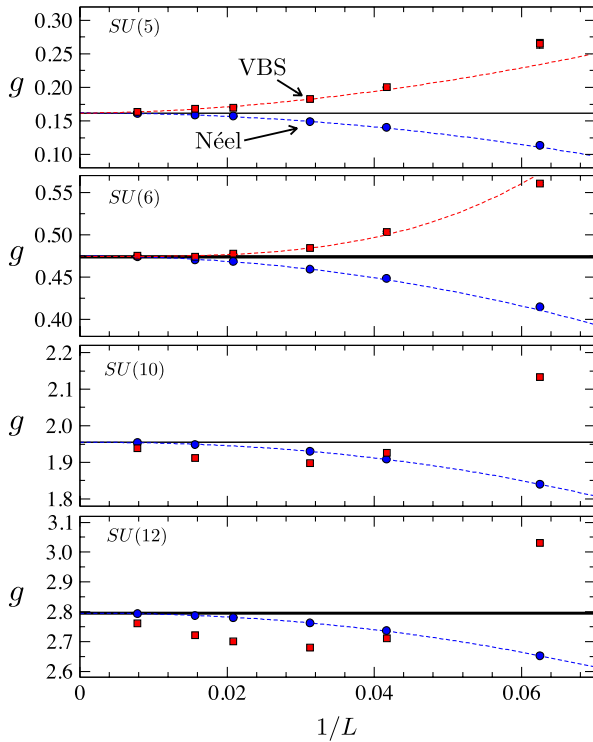 0.30
SU(5)
0.25
VBS
g
0.20
0.15
Néel
0.10
SU(6)
0.55
g
0.50
0.45
0.40
2.2
SU(10)
2.1
g
2.0
1.9
1.8
3.1
SU(12)
3.0
g
2.9
2.8
2.7
2.6
0 0.02 0.04 0.06
1/L